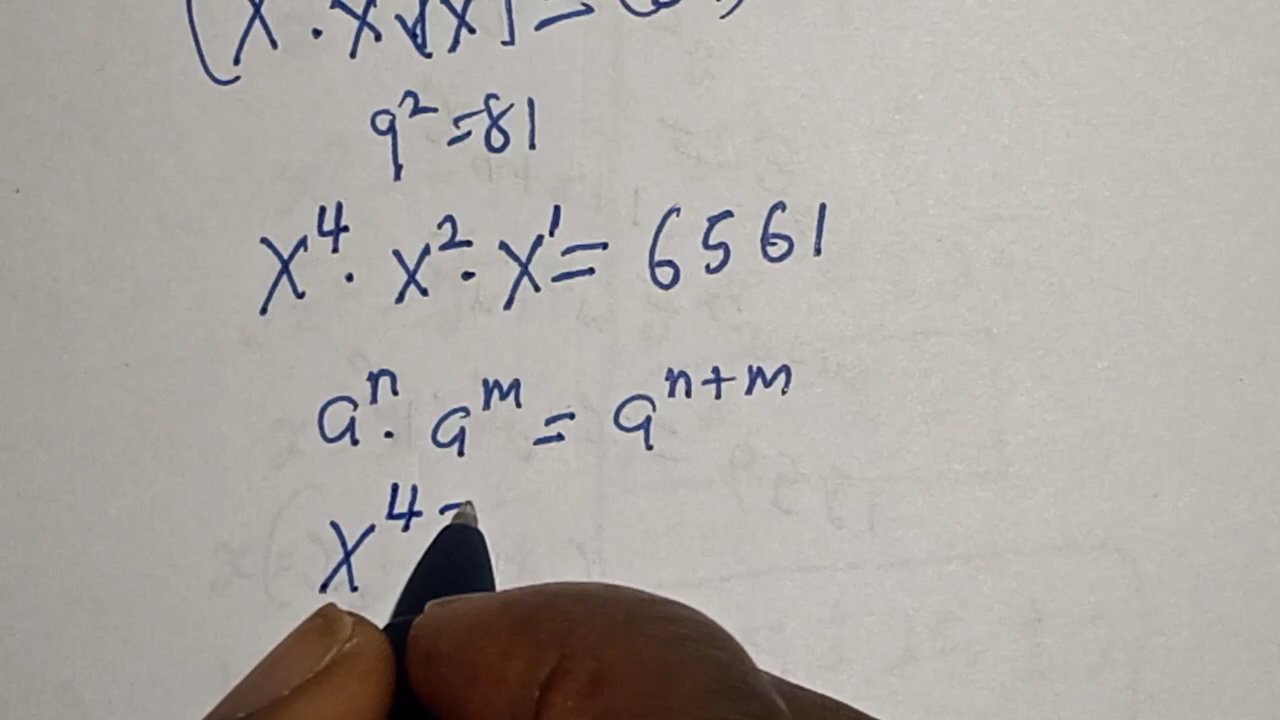 (x . x√x) =
9² = 81
x⁴ . x² . x¹ = 6561
aⁿ . aᵐ = aⁿ⁺ᵐ
x⁴